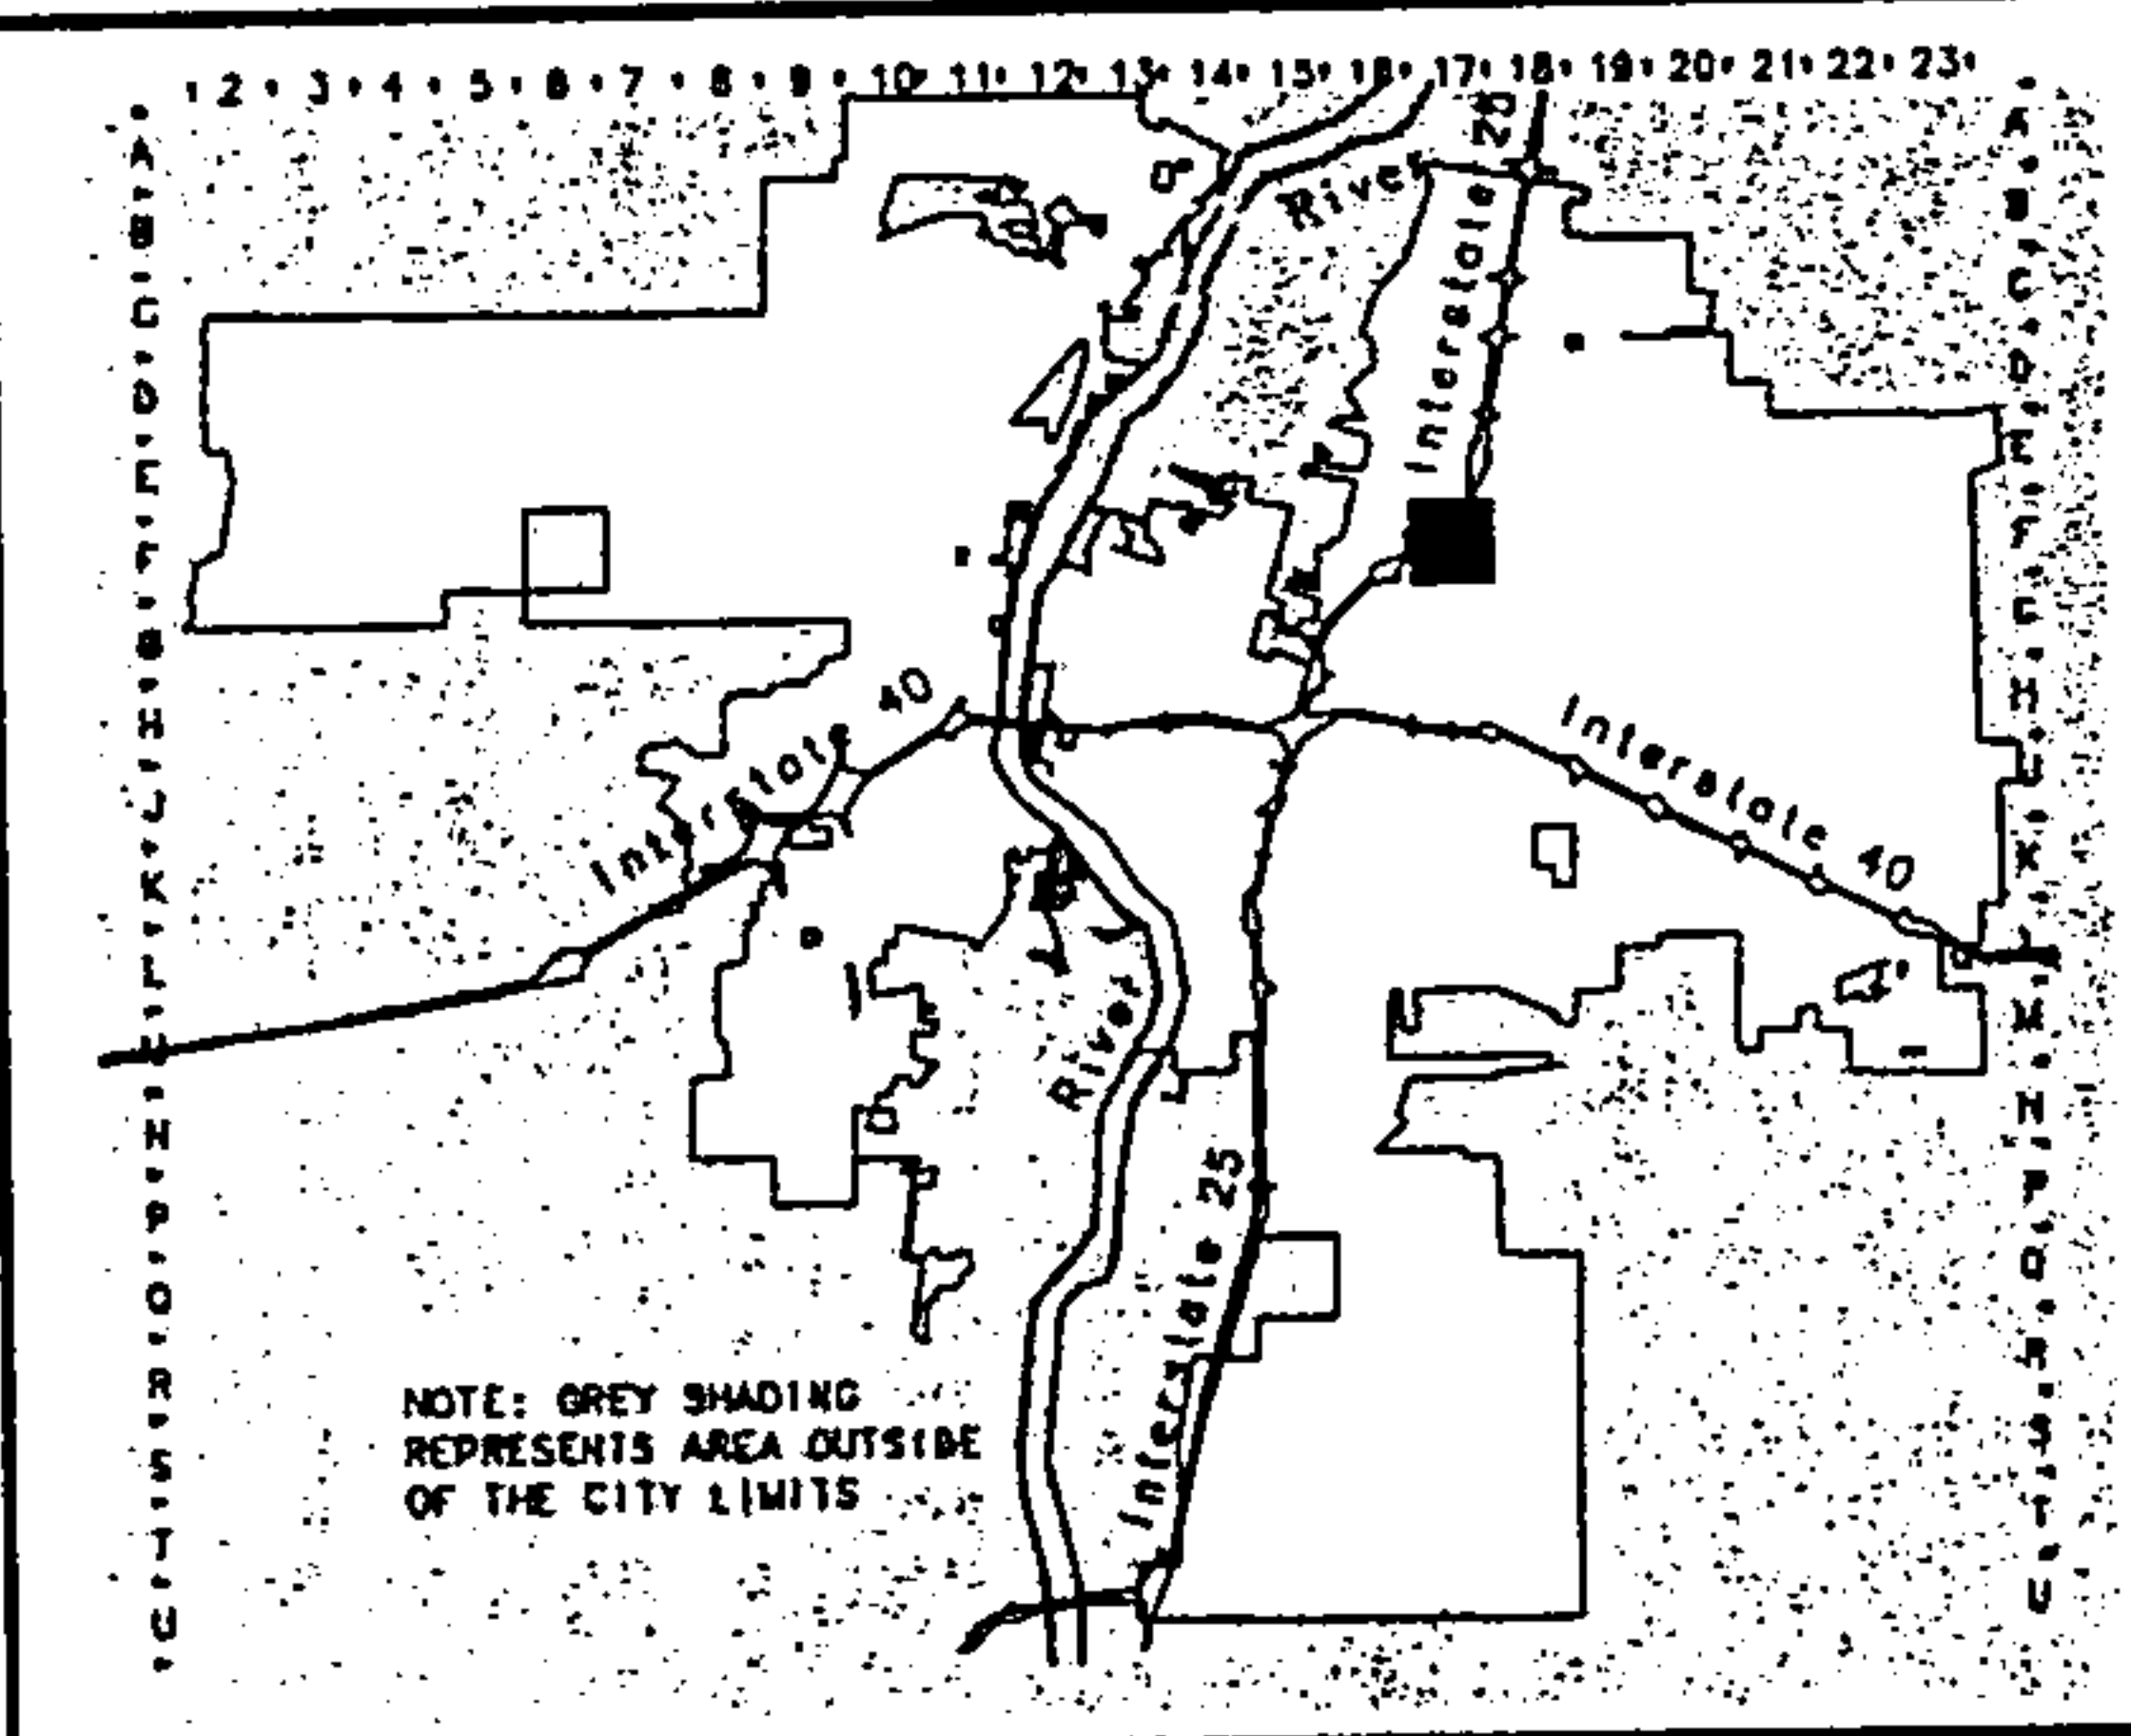 2 3 4 5 6 7 8 9 10 11 12 13 14 15 16 17 18 19 20 21 22 23
A
B
C
D
E
F
G
H
J
K
L
M
N
P
Q
R
S
T
U
River
Interstate
Interstate 40
Interstate 40
River
Interstate 25
NOTE: GREY SHADING
REPRESENTS AREA OUTSIDE
OF THE CITY LIMITS
A
B
C
D
E
F
G
H
J
K
L
M
N
P
Q
R
S
T
U